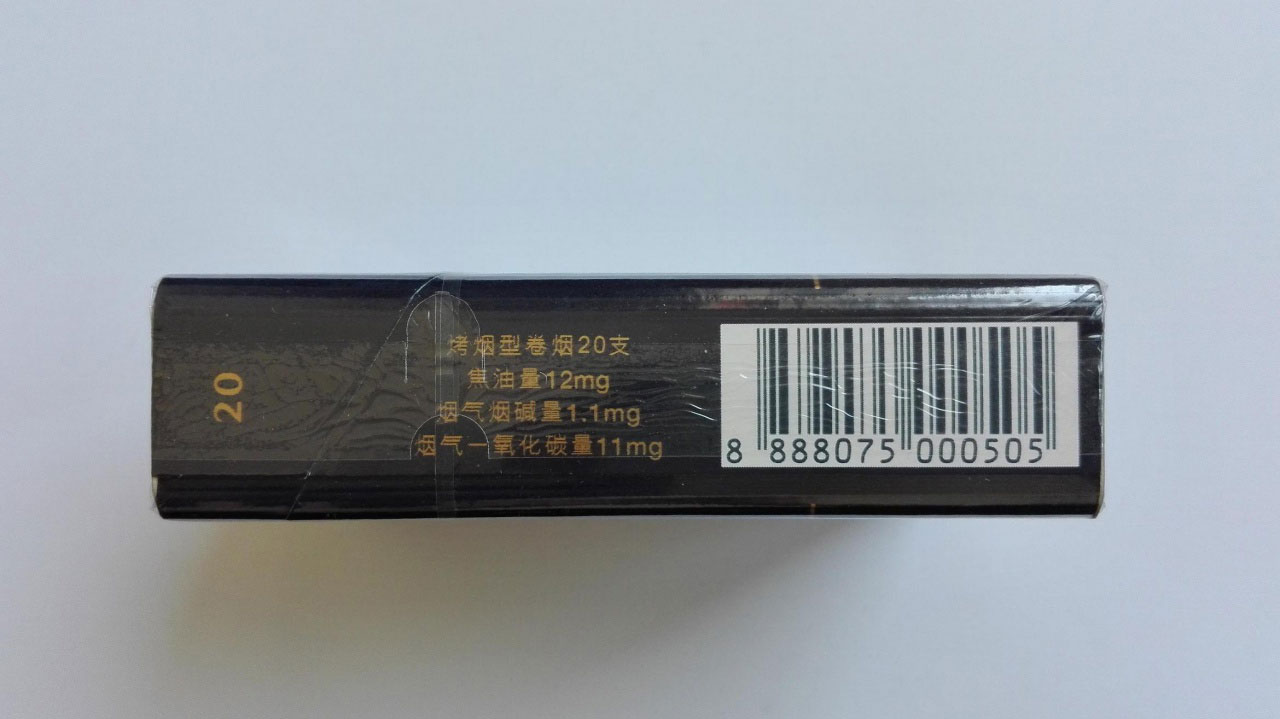 20
烤烟型卷烟20支
焦油量12mg
烟气烟碱量1.1mg
烟气一氧化碳量11mg
8 888075 000505